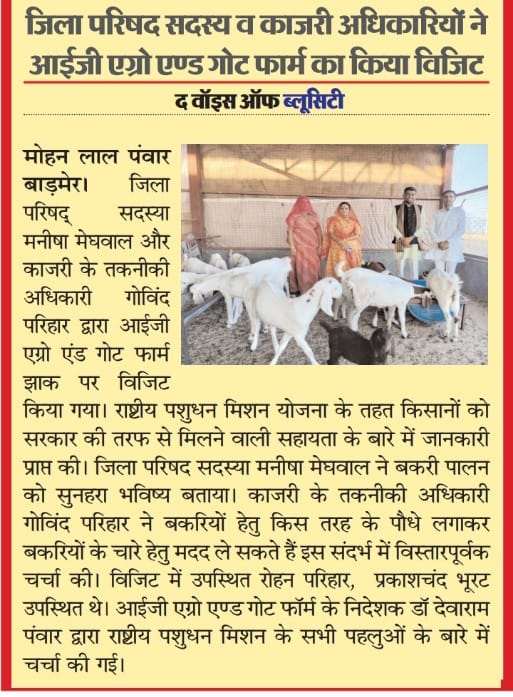 जिला परिषद सदस्य व काजरी अधिकारियों ने
आईजी एग्रो एण्ड गोट फार्म का किया विजिट
द वॉइस ऑफ ब्लूसिटी
मोहन लाल पंवार
बाड़मेर। जिला
परिषद् सदस्या
मनीषा मेघवाल और
काजरी के तकनीकी
अधिकारी गोविंद
परिहार द्वारा आईजी
एग्रो एंड गोट फार्म
झाक पर विजिट
किया गया। राष्ट्रीय पशुधन मिशन योजना के तहत किसानों को
सरकार की तरफ से मिलने वाली सहायता के बारे में जानकारी
प्राप्त की। जिला परिषद सदस्या मनीषा मेघवाल ने बकरी पालन
को सुनहरा भविष्य बताया। काजरी के तकनीकी अधिकारी
गोविंद परिहार ने बकरियों हेतु किस तरह के पौधे लगाकर
बकरियों के चारे हेतु मदद ले सकते हैं इस संदर्भ में विस्तारपूर्वक
चर्चा की। विजिट में उपस्थित रोहन परिहार, प्रकाशचंद भूरट
उपस्थित थे। आईजी एग्रो एण्ड गोट फॉर्म के निदेशक डॉ देवाराम
पंवार द्वारा राष्ट्रीय पशुधन मिशन के सभी पहलुओं के बारे में
चर्चा की गई।